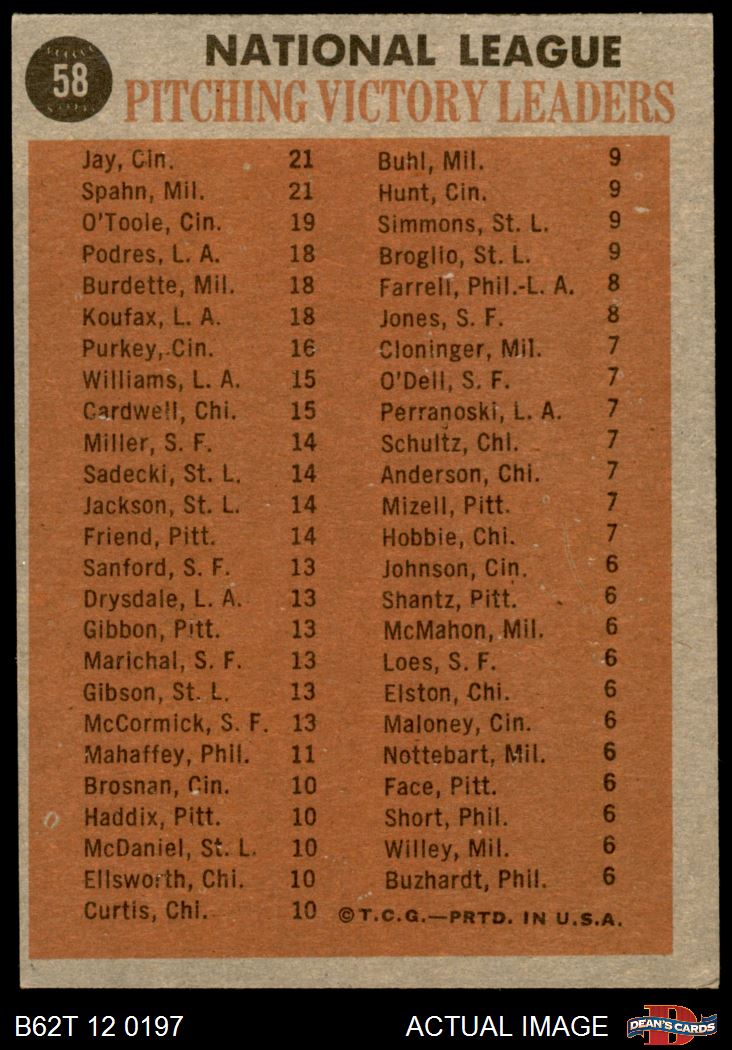 58
NATIONAL LEAGUE
PITCHING VICTORY LEADERS
Jay, Cin. 21
Spahn, Mil. 21
O'Toole, Cin. 19
Podres, L. A. 18
Burdette, Mil. 18
Koufax, L. A. 18
Purkey, Cin. 16
Williams, L. A. 15
Cardwell, Chi. 15
Miller, S. F. 14
Sadecki, St. L. 14
Jackson, St. L. 14
Friend, Pitt. 14
Sanford, S. F. 13
Drysdale, L. A. 13
Gibbon, Pitt. 13
Marichal, S. F. 13
Gibson, St. L. 13
McCormick, S. F. 13
Mahaffey, Phil. 11
Brosnan, Cin. 10
Haddix, Pitt. 10
McDaniel, St. L. 10
Ellsworth, Chi. 10
Curtis, Chi. 10
Buhl, Mil. 9
Hunt, Cin. 9
Simmons, St. L. 9
Broglio, St. L. 9
Farrell, Phil.-L. A. 8
Jones, S. F. 8
Cloninger, Mil. 7
O'Dell, S. F. 7
Perranoski, L. A. 7
Schultz, Chi. 7
Anderson, Chi. 7
Mizell, Pitt. 7
Hobbie, Chi. 7
Johnson, Cin. 6
Shantz, Pitt. 6
McMahon, Mil. 6
Loes, S. F. 6
Elston, Chi. 6
Maloney, Cin. 6
Nottebart, Mil. 6
Face, Pitt. 6
Short, Phil. 6
Willey, Mil. 6
Buzhardt, Phil. 6
©T.C.G.—PRTD. IN U.S.A.
B62T 12 0197
ACTUAL IMAGE
DEAN'S CARDS